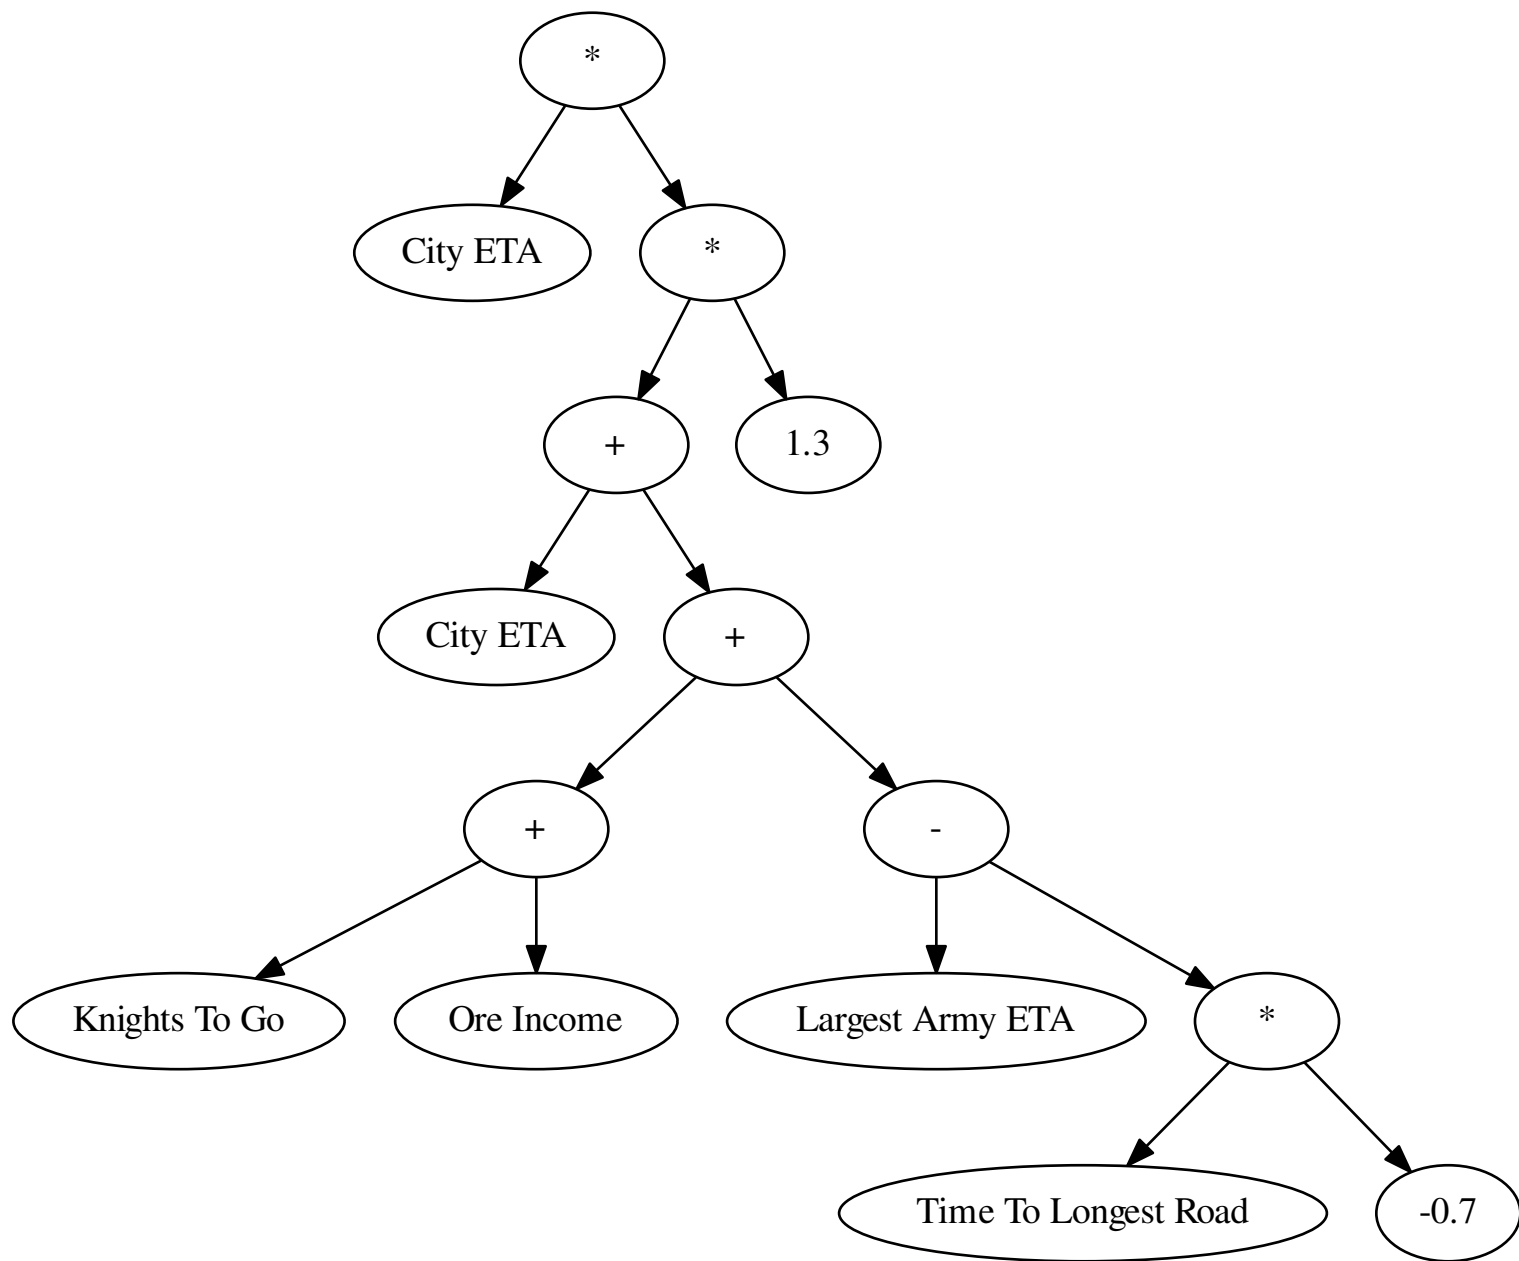 *
City ETA
*
+
1.3
City ETA
+
+
-
Knights To Go
Ore Income
Largest Army ETA
*
Time To Longest Road
-0.7